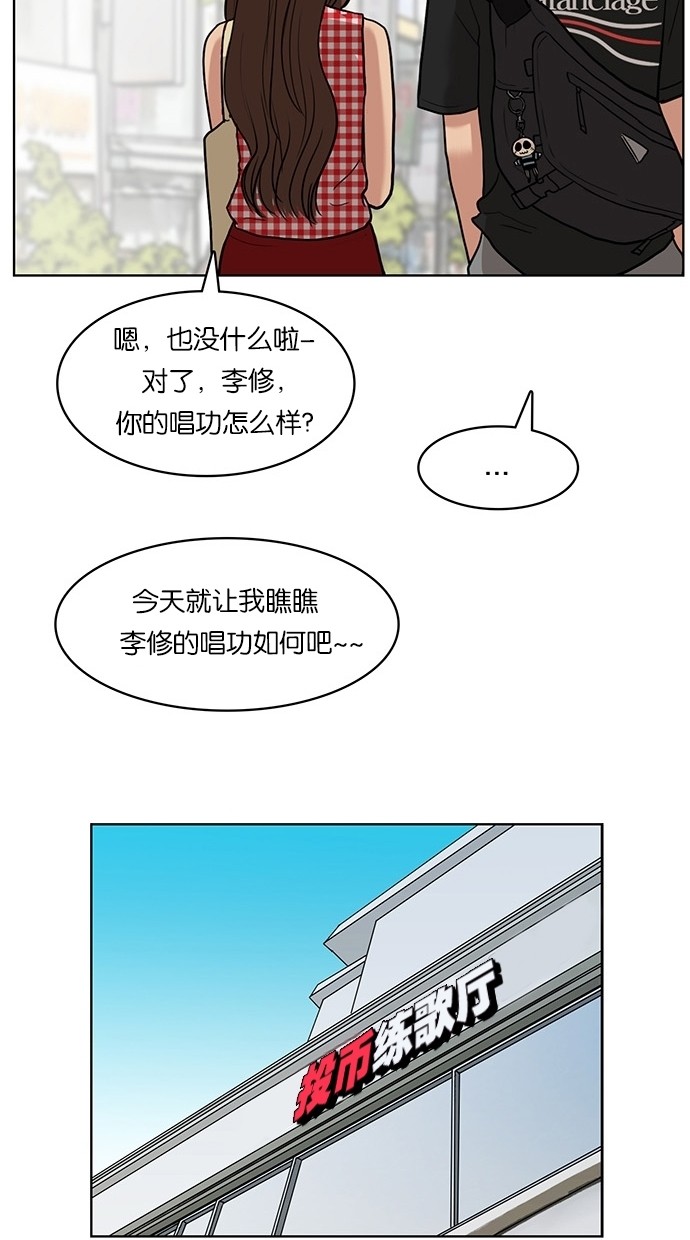 嗯，也没什么啦-
对了，李修，
你的唱功怎么样?
...
今天就让我瞧瞧
李修的唱功如何吧~~
投币练歌厅